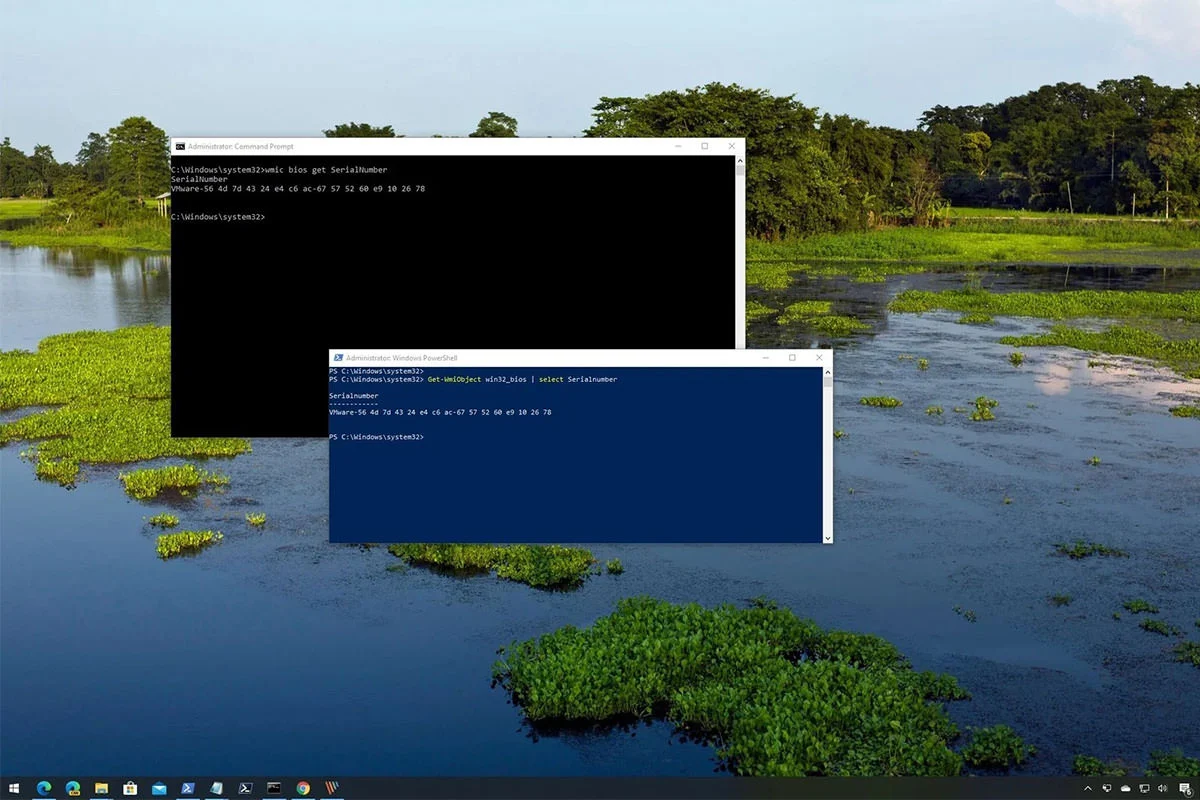 Administrator: Command Prompt
C:\Windows\system32>wmic bios get SerialNumber
SerialNumber
VMware-56 4d 7d 43 24 e4 c6 ac-67 57 52 60 e9 10 26 78
C:\Windows\system32>
Administrator: Windows PowerShell
PS C:\Windows\system32>
PS C:\Windows\system32> Get-WmiObject win32_bios | select Serialnumber
Serialnumber
------------
VMware-56 4d 7d 43 24 e4 c6 ac-67 57 52 60 e9 10 26 78
PS C:\Windows\system32>